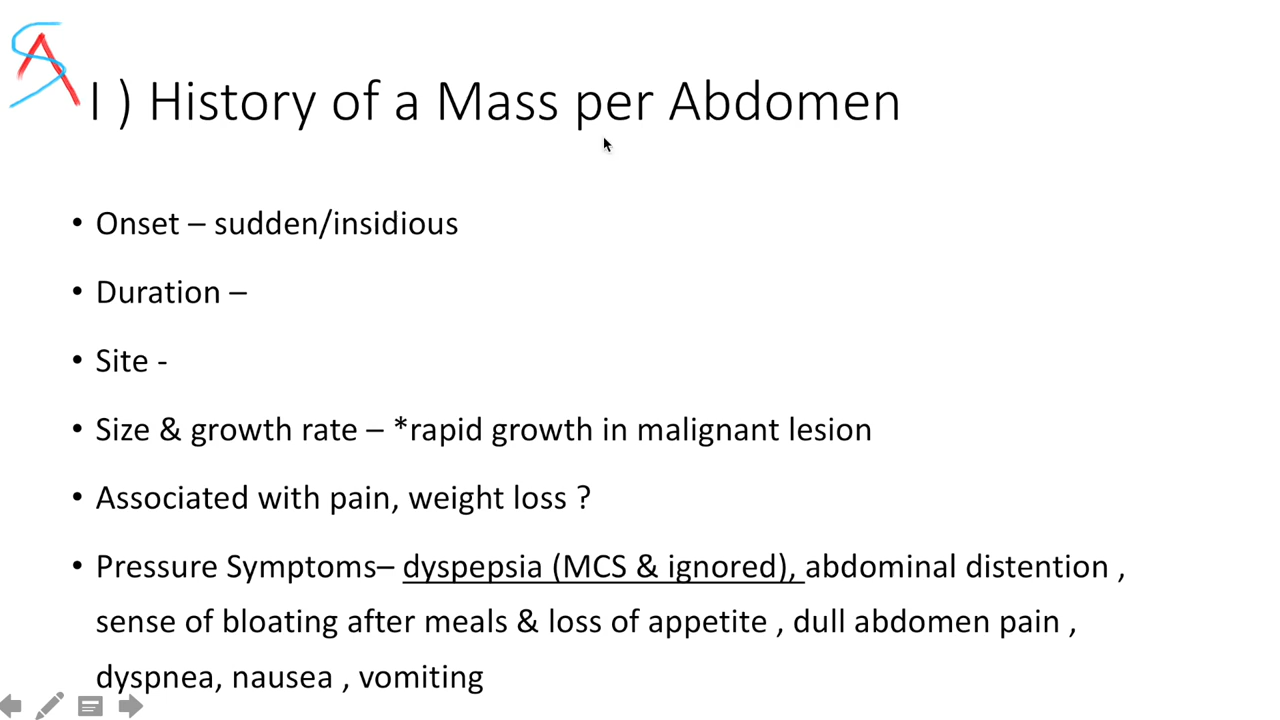 SA
I ) History of a Mass per Abdomen
• Onset – sudden/insidious
• Duration –
• Site -
• Size & growth rate – *rapid growth in malignant lesion
• Associated with pain, weight loss ?
• Pressure Symptoms– dyspepsia (MCS & ignored), abdominal distention ,
sense of bloating after meals & loss of appetite , dull abdomen pain ,
dyspnea, nausea , vomiting